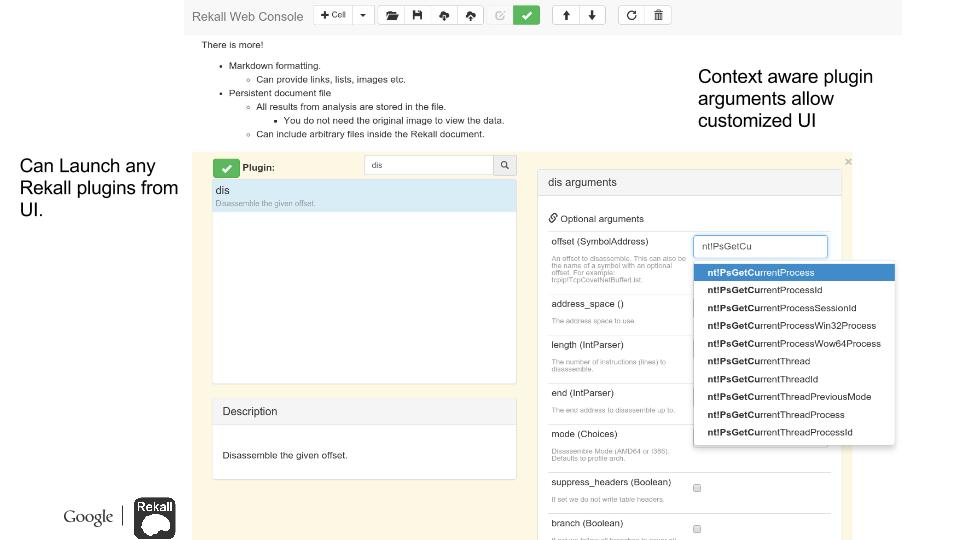 Rekall Web Console
+ Cell
There is more!
Markdown formatting.
Can provide links, lists, images etc.
Persistent document file
All results from analysis are stored in the file.
You do not need the original image to view the data.
Can include arbitrary files inside the Rekall document.
Context aware plugin
arguments allow
customized UI
Can Launch any
Rekall plugins from
UI.
Plugin:
dis
dis
Disassemble the given offset.
Description
Disassemble the given offset.
×
dis arguments
Optional arguments
offset (SymbolAddress)
An offset to disassemble. This can also be
the name of a symbol with an optional
offset. For example:
tcpip!TcpCovetNetBufferList.
nt!PsGetCu
nt!PsGetCurrentProcess
nt!PsGetCurrentProcessId
nt!PsGetCurrentProcessSessionId
nt!PsGetCurrentProcessWin32Process
nt!PsGetCurrentProcessWow64Process
nt!PsGetCurrentThread
nt!PsGetCurrentThreadId
nt!PsGetCurrentThreadPreviousMode
nt!PsGetCurrentThreadProcess
nt!PsGetCurrentThreadProcessId
address_space ()
The address space to use.
length (IntParser)
The number of instructions (lines) to
disassemble.
end (IntParser)
The end address to disassemble up to.
mode (Choices)
Disassemble Mode (AMD64 or I386).
Defaults to profile arch.
suppress_headers (Boolean)
If set we do not write table headers.
branch (Boolean)
Google
Rekall